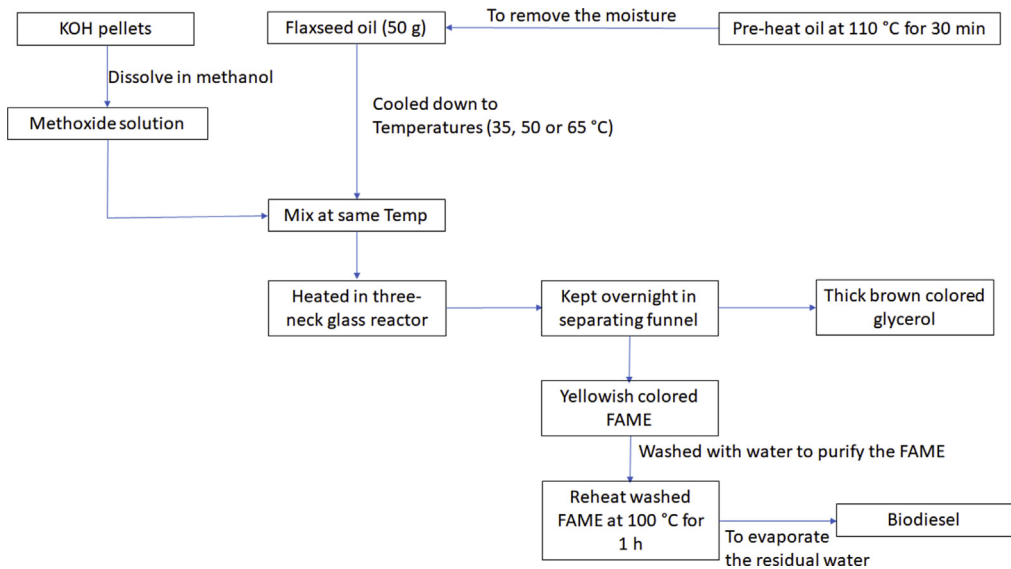 KOH pellets
Flaxseed oil (50 g)
To remove the moisture
Pre-heat oil at 110 °C for 30 min
Dissolve in methanol
Methoxide solution
Cooled down to
Temperatures (35, 50 or 65 °C)
Mix at same Temp
Heated in three-
neck glass reactor
Kept overnight in
separating funnel
Thick brown colored
glycerol
Yellowish colored
FAME
Washed with water to purify the FAME
Reheat washed
FAME at 100 °C for
1 h
To evaporate
the residual water
Biodiesel